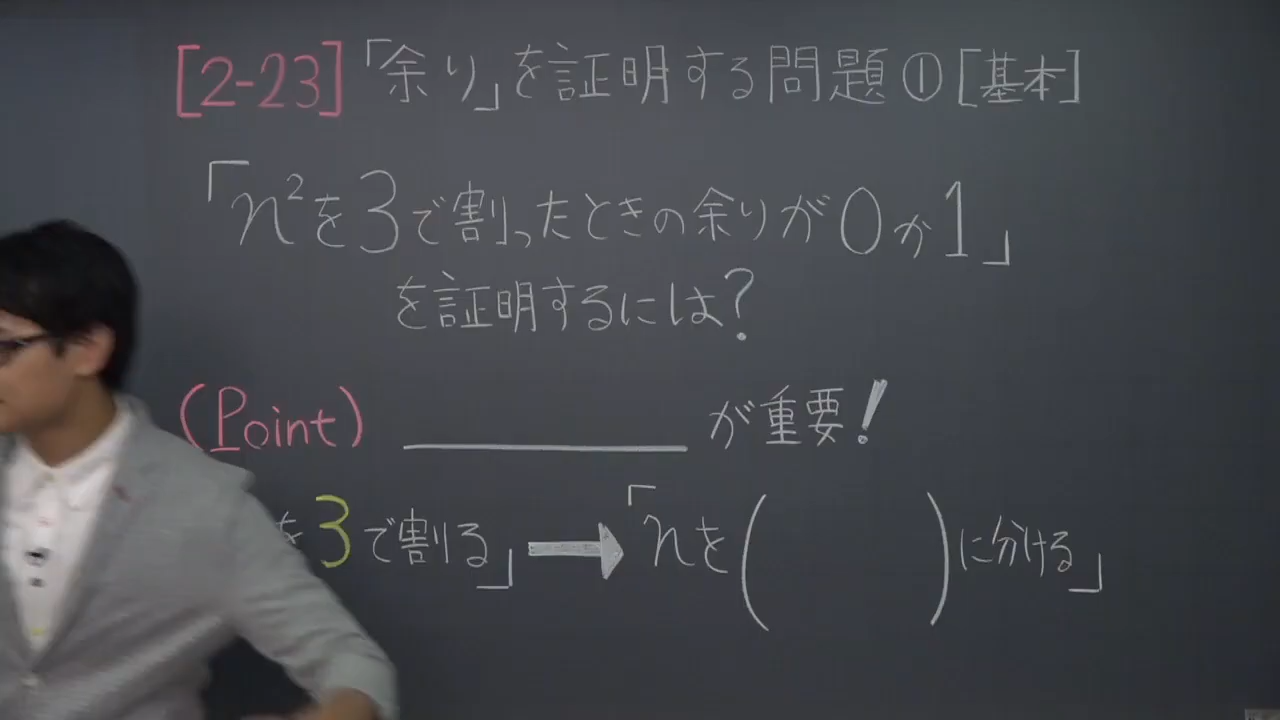 [2-23]「余り」を証明する問題①[基本]
「n²を3で割ったときの余りが0か1」
を証明するには?
(Point) が重要!
を3で割る」→「nを( )に分ける」